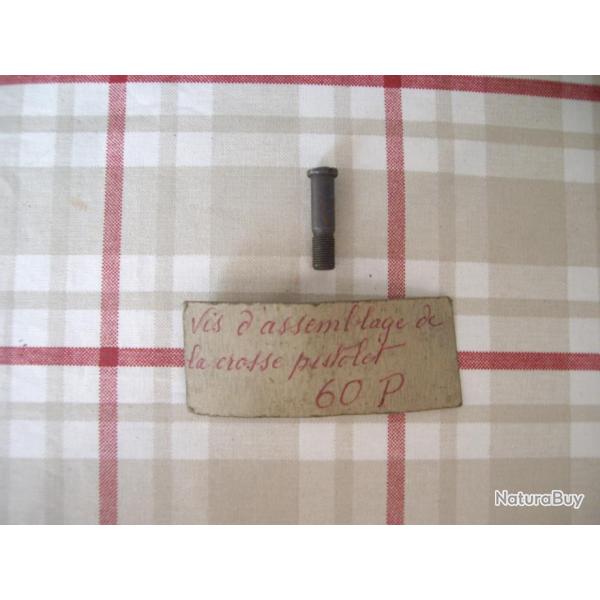 Vis d'assemblage de
la crosse pistolet
60 P
NaturaBuy